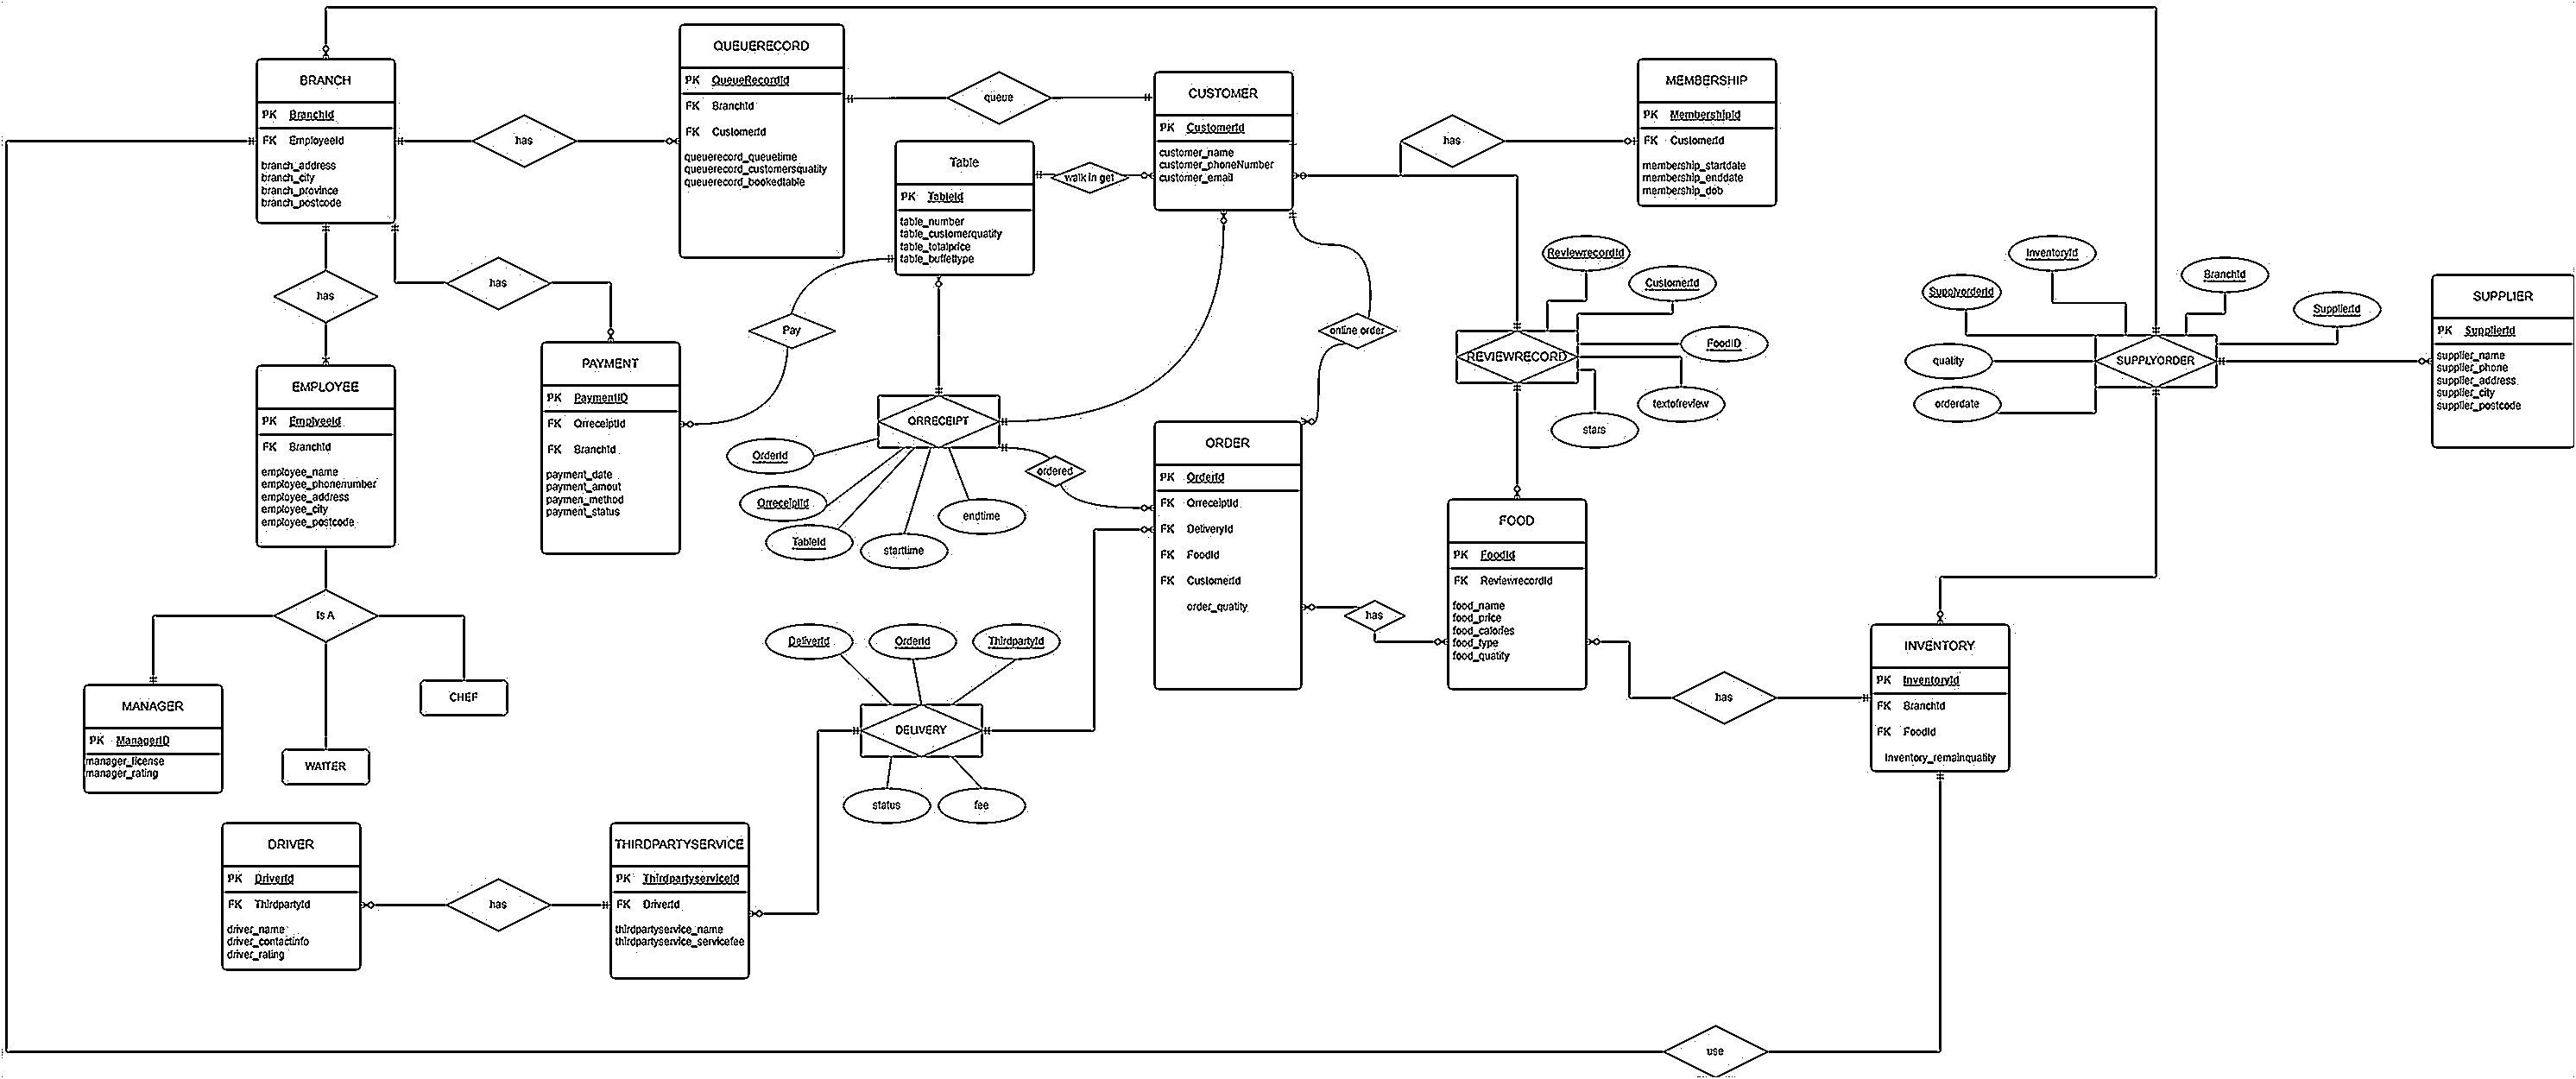 BRANCH
PK BranchId
FK EmployeeId
branch_address
branch_city
branch_province
branch_postcode
has
QUEUERECORD
PK QueueRecordId
FK BranchId
FK CustomerId
queuerecord_queuetime
queuerecord_customersquality
queuerecord_bookedtable
queue
CUSTOMER
PK CustomerId
customer_name
customer_phoneNumber
customer_email
has
MEMBERSHIP
PK MembershipId
FK CustomerId
membership_startdate
membership_enddate
membership_dob
Table
PK TableId
table_number
table_customerquatity
table_totalprice
table_buffettype
walk in get
has
has
Pay
online order
PAYMENT
PK PaymentID
FK QrreceiptId
FK BranchId
payment_date
payment_amout
paymen_method
payment_status
EMPLOYEE
PK EmplyeeId
FK BranchId
employee_name
employee_phonenumber
employee_address
employee_city
employee_postcode
QRRECEIPT
OrderId
QrreceiptId
TableId
starttime
endtime
ordered
ORDER
PK OrderId
FK QrreceiptId
FK DeliveryId
FK FoodId
FK CustomerId
order_quatity
ReviewrecordId
CustomerId
FoodID
REVIEWRECORD
textofreview
stars
InventoryId
BranchId
SupplyorderId
SupplierId
quality
SUPPLYORDER
orderdate
SUPPLIER
PK SupplierId
supplier_name
supplier_phone
supplier_address
supplier_city
supplier_postcode
FOOD
PK FoodId
FK ReviewrecordId
food_name
food_price
food_calories
food_type
food_quatity
has
has
INVENTORY
PK InventoryId
FK BranchId
FK FoodId
Inventory_remainquatity
Is A
MANAGER
PK ManagerID
manager_license
manager_rating
WAITER
CHEF
DeliverId
OrderId
ThirdpartyId
DELIVERY
status
fee
DRIVER
PK DriverId
FK ThirdpartyId
driver_name
driver_contactinfo
driver_rating
has
THIRDPARTYSERVICE
PK ThirdpartyserviceId
FK DriverId
thirdpartyservice_name
thirdpartyservice_servicefee
use